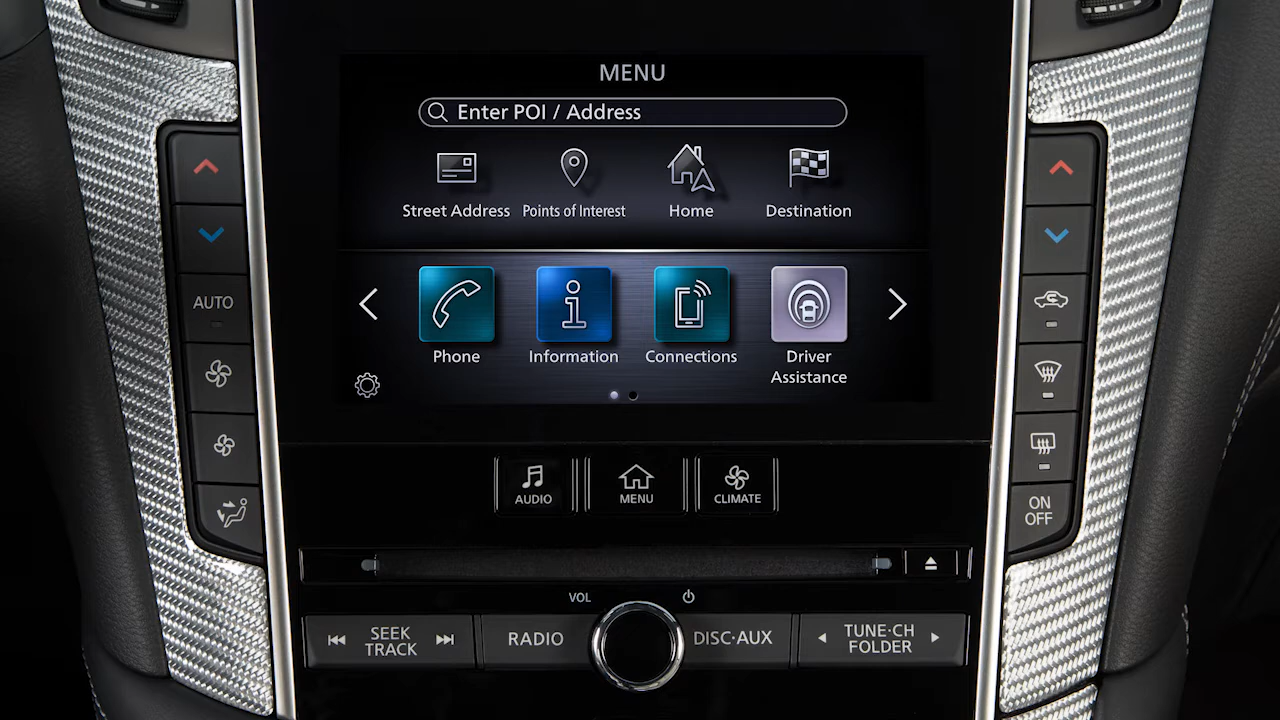 MENU
Enter POI / Address
Street Address
Points of Interest
Home
Destination
AUTO
Phone
Information
Connections
Driver
Assistance
AUDIO
MENU
CLIMATE
ON
OFF
VOL
SEEK
TRACK
RADIO
DISC·AUX
TUNE·CH
FOLDER